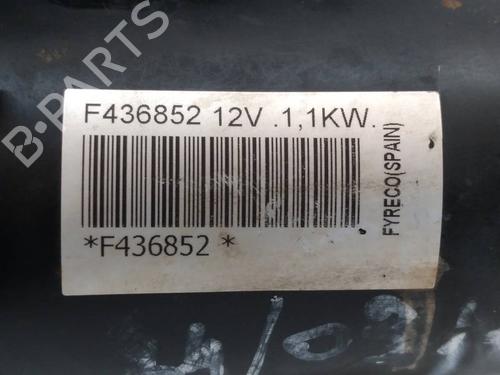 B-PARTS
F436852 12V .1,1KW.
*F436852 *
FYRECO(SPAIN)